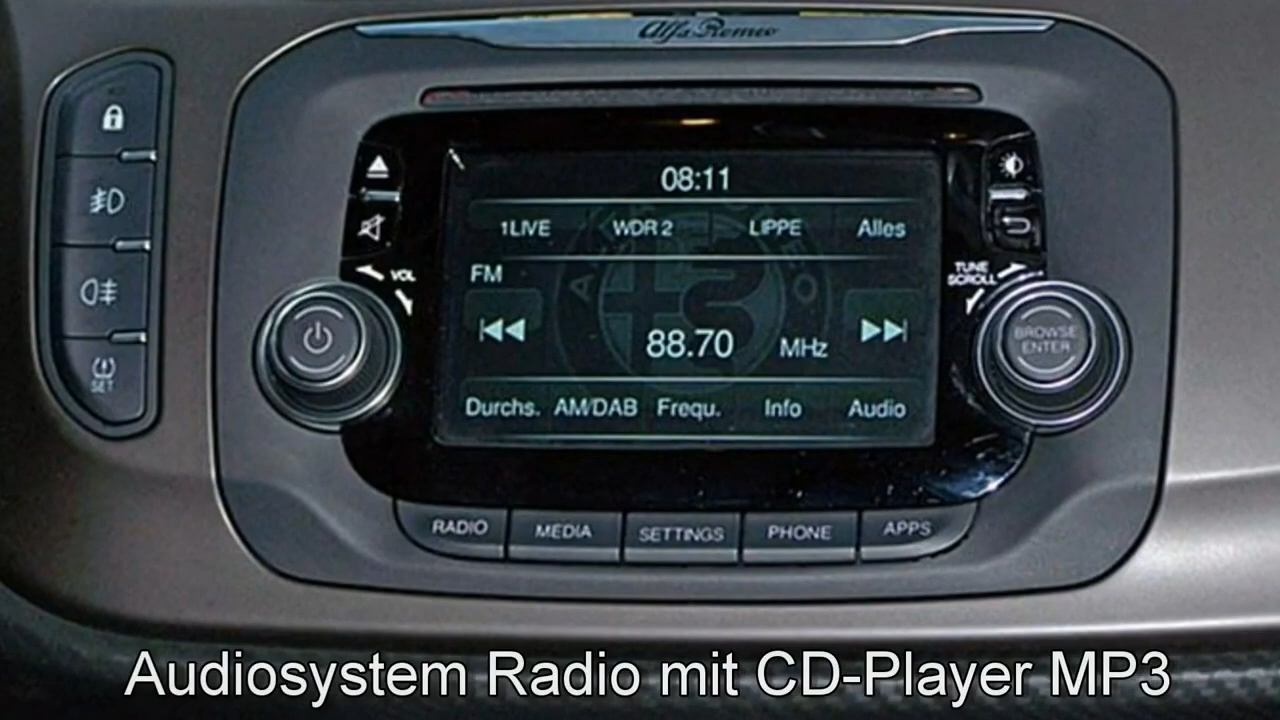 Alfa Romeo
08:11
1LIVE WDR 2 LIPPE Alles
FM
VOL
TUNE
SCROLL
88.70 MHz
BROWSE
ENTER
SET
Durchs. AM/DAB Frequ. Info Audio
RADIO MEDIA SETTINGS PHONE APPS
Audiosystem Radio mit CD-Player MP3